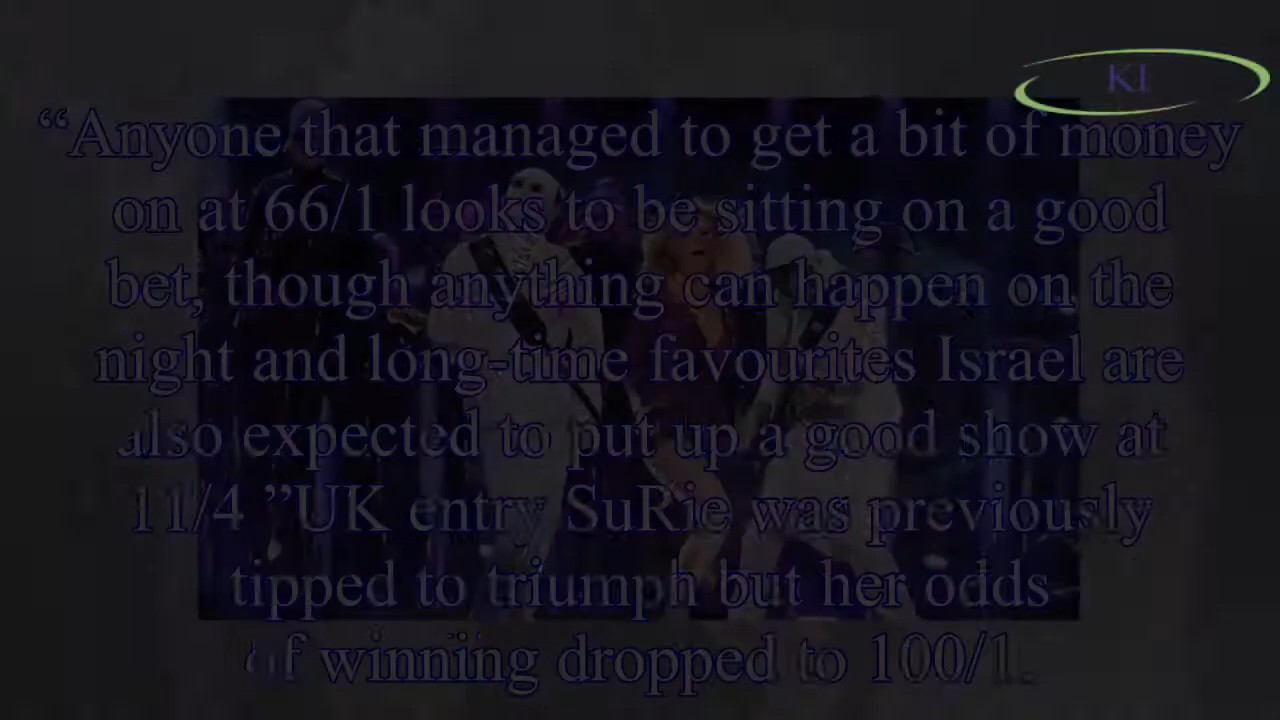 KI
“Anyone that managed to get a bit of money
on at 66/1 looks to be sitting on a good
bet, though anything can happen on the
night and long-time favourites Israel are
also expected to put up a good show at
11/4 ”UK entry SuRie was previously
tipped to triumph but her odds
of winning dropped to 100/1.